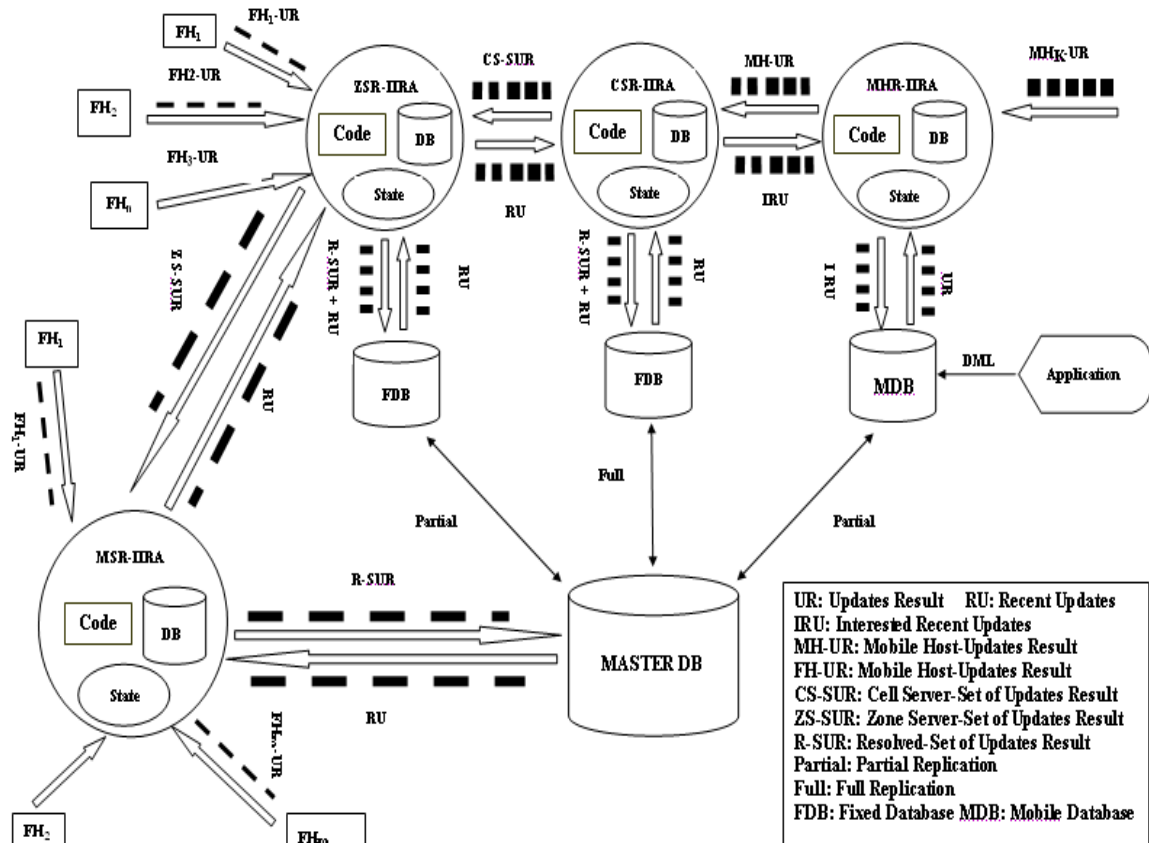 FH₁
FH₁-UR
FH2-UR
FH₂
FH₃-UR
FHₙ
ZSR-IIRA
Code
DB
State
CS-SUR
RU
CSR-IIRA
Code
DB
State
MH-UR
IRU
MHR-IIRA
Code
DB
State
MHK-UR
ZS-SUR
RU
R-SUR + RU
RU
FDB
R-SUR + RU
RU
FDB
I RU
UR
MDB
DML
Application
FH₁
FH₁-UR
Partial
Full
Partial
MSR-IIRA
Code
DB
State
R-SUR
RU
MASTER DB
FHₘ-UR
FH₂
FHₘ
UR: Updates Result RU: Recent Updates
IRU: Interested Recent Updates
MH-UR: Mobile Host-Updates Result
FH-UR: Mobile Host-Updates Result
CS-SUR: Cell Server-Set of Updates Result
ZS-SUR: Zone Server-Set of Updates Result
R-SUR: Resolved-Set of Updates Result
Partial: Partial Replication
Full: Full Replication
FDB: Fixed Database MDB: Mobile Database